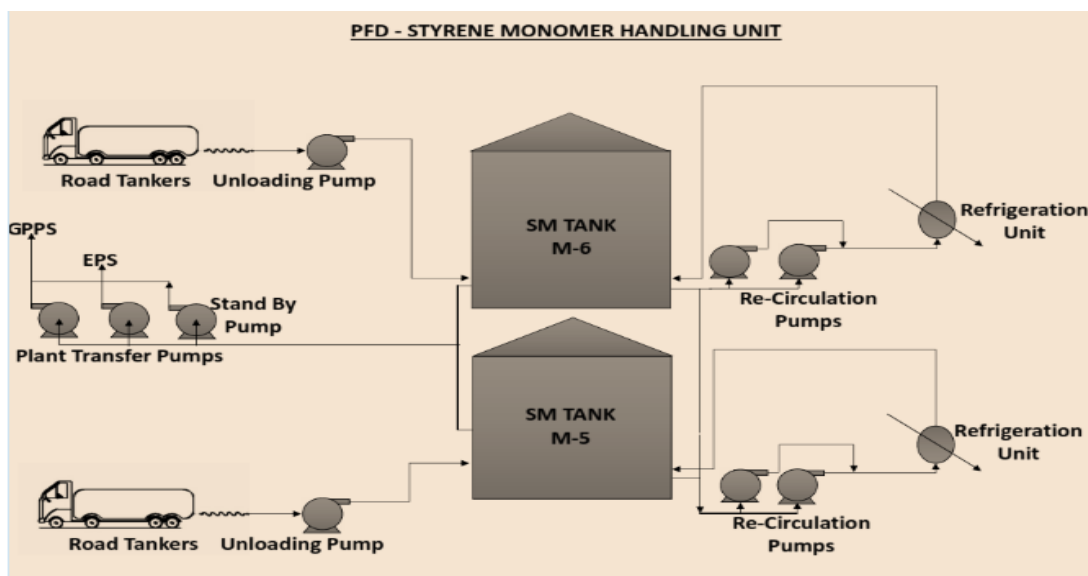 PFD - STYRENE MONOMER HANDLING UNIT
Road Tankers
Unloading Pump
GPPS
EPS
Stand By
Pump
Plant Transfer Pumps
SM TANK
M-6
Re-Circulation
Pumps
Refrigeration
Unit
SM TANK
M-5
Refrigeration
Unit
Re-Circulation
Pumps
Road Tankers
Unloading Pump